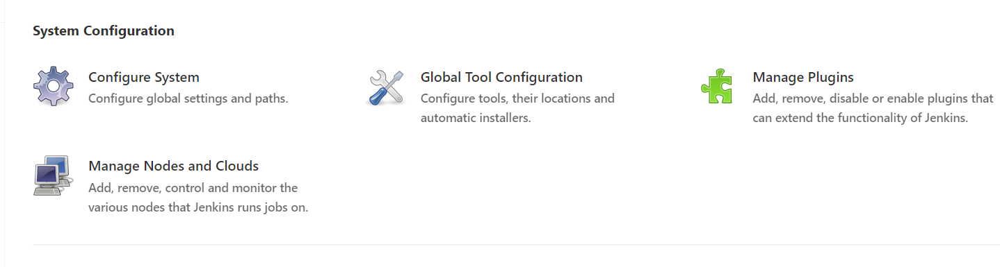 System Configuration
Configure System
Configure global settings and paths.
Global Tool Configuration
Configure tools, their locations and
automatic installers.
Manage Plugins
Add, remove, disable or enable plugins that
can extend the functionality of Jenkins.
Manage Nodes and Clouds
Add, remove, control and monitor the
various nodes that Jenkins runs jobs on.